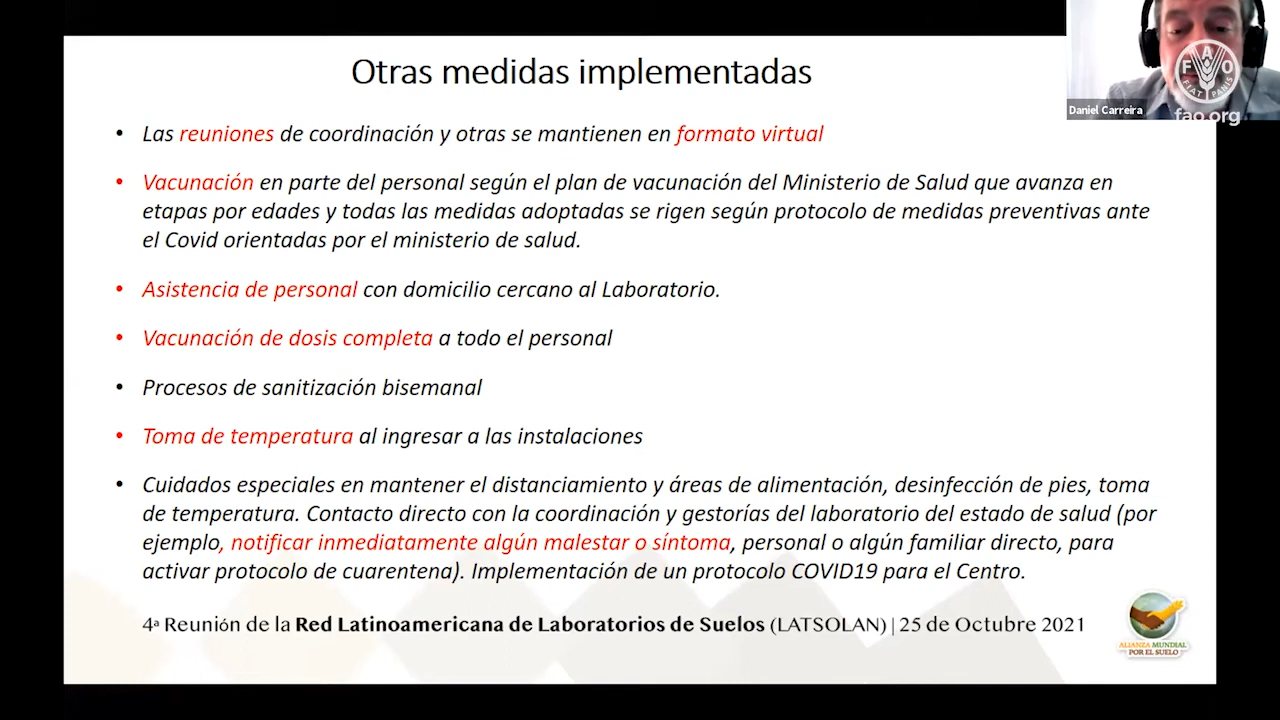 Otras medidas implementadas
• Las reuniones de coordinación y otras se mantienen en formato virtual
• Vacunación en parte del personal según el plan de vacunación del Ministerio de Salud que avanza en
etapas por edades y todas las medidas adoptadas se rigen según protocolo de medidas preventivas ante
el Covid orientadas por el ministerio de salud.
• Asistencia de personal con domicilio cercano al Laboratorio.
• Vacunación de dosis completa a todo el personal
• Procesos de sanitización bisemanal
• Toma de temperatura al ingresar a las instalaciones
• Cuidados especiales en mantener el distanciamiento y áreas de alimentación, desinfección de pies, toma
de temperatura. Contacto directo con la coordinación y gestorías del laboratorio del estado de salud (por
ejemplo, notificar inmediatamente algún malestar o síntoma, personal o algún familiar directo, para
activar protocolo de cuarentena). Implementación de un protocolo COVID19 para el Centro.
4ª Reunión de la Red Latinoamericana de Laboratorios de Suelos (LATSOLAN) | 25 de Octubre 2021
ALIANZA MUNDIAL
POR EL SUELO
Daniel Carreira
F A O
FIAT PANIS
fao.org